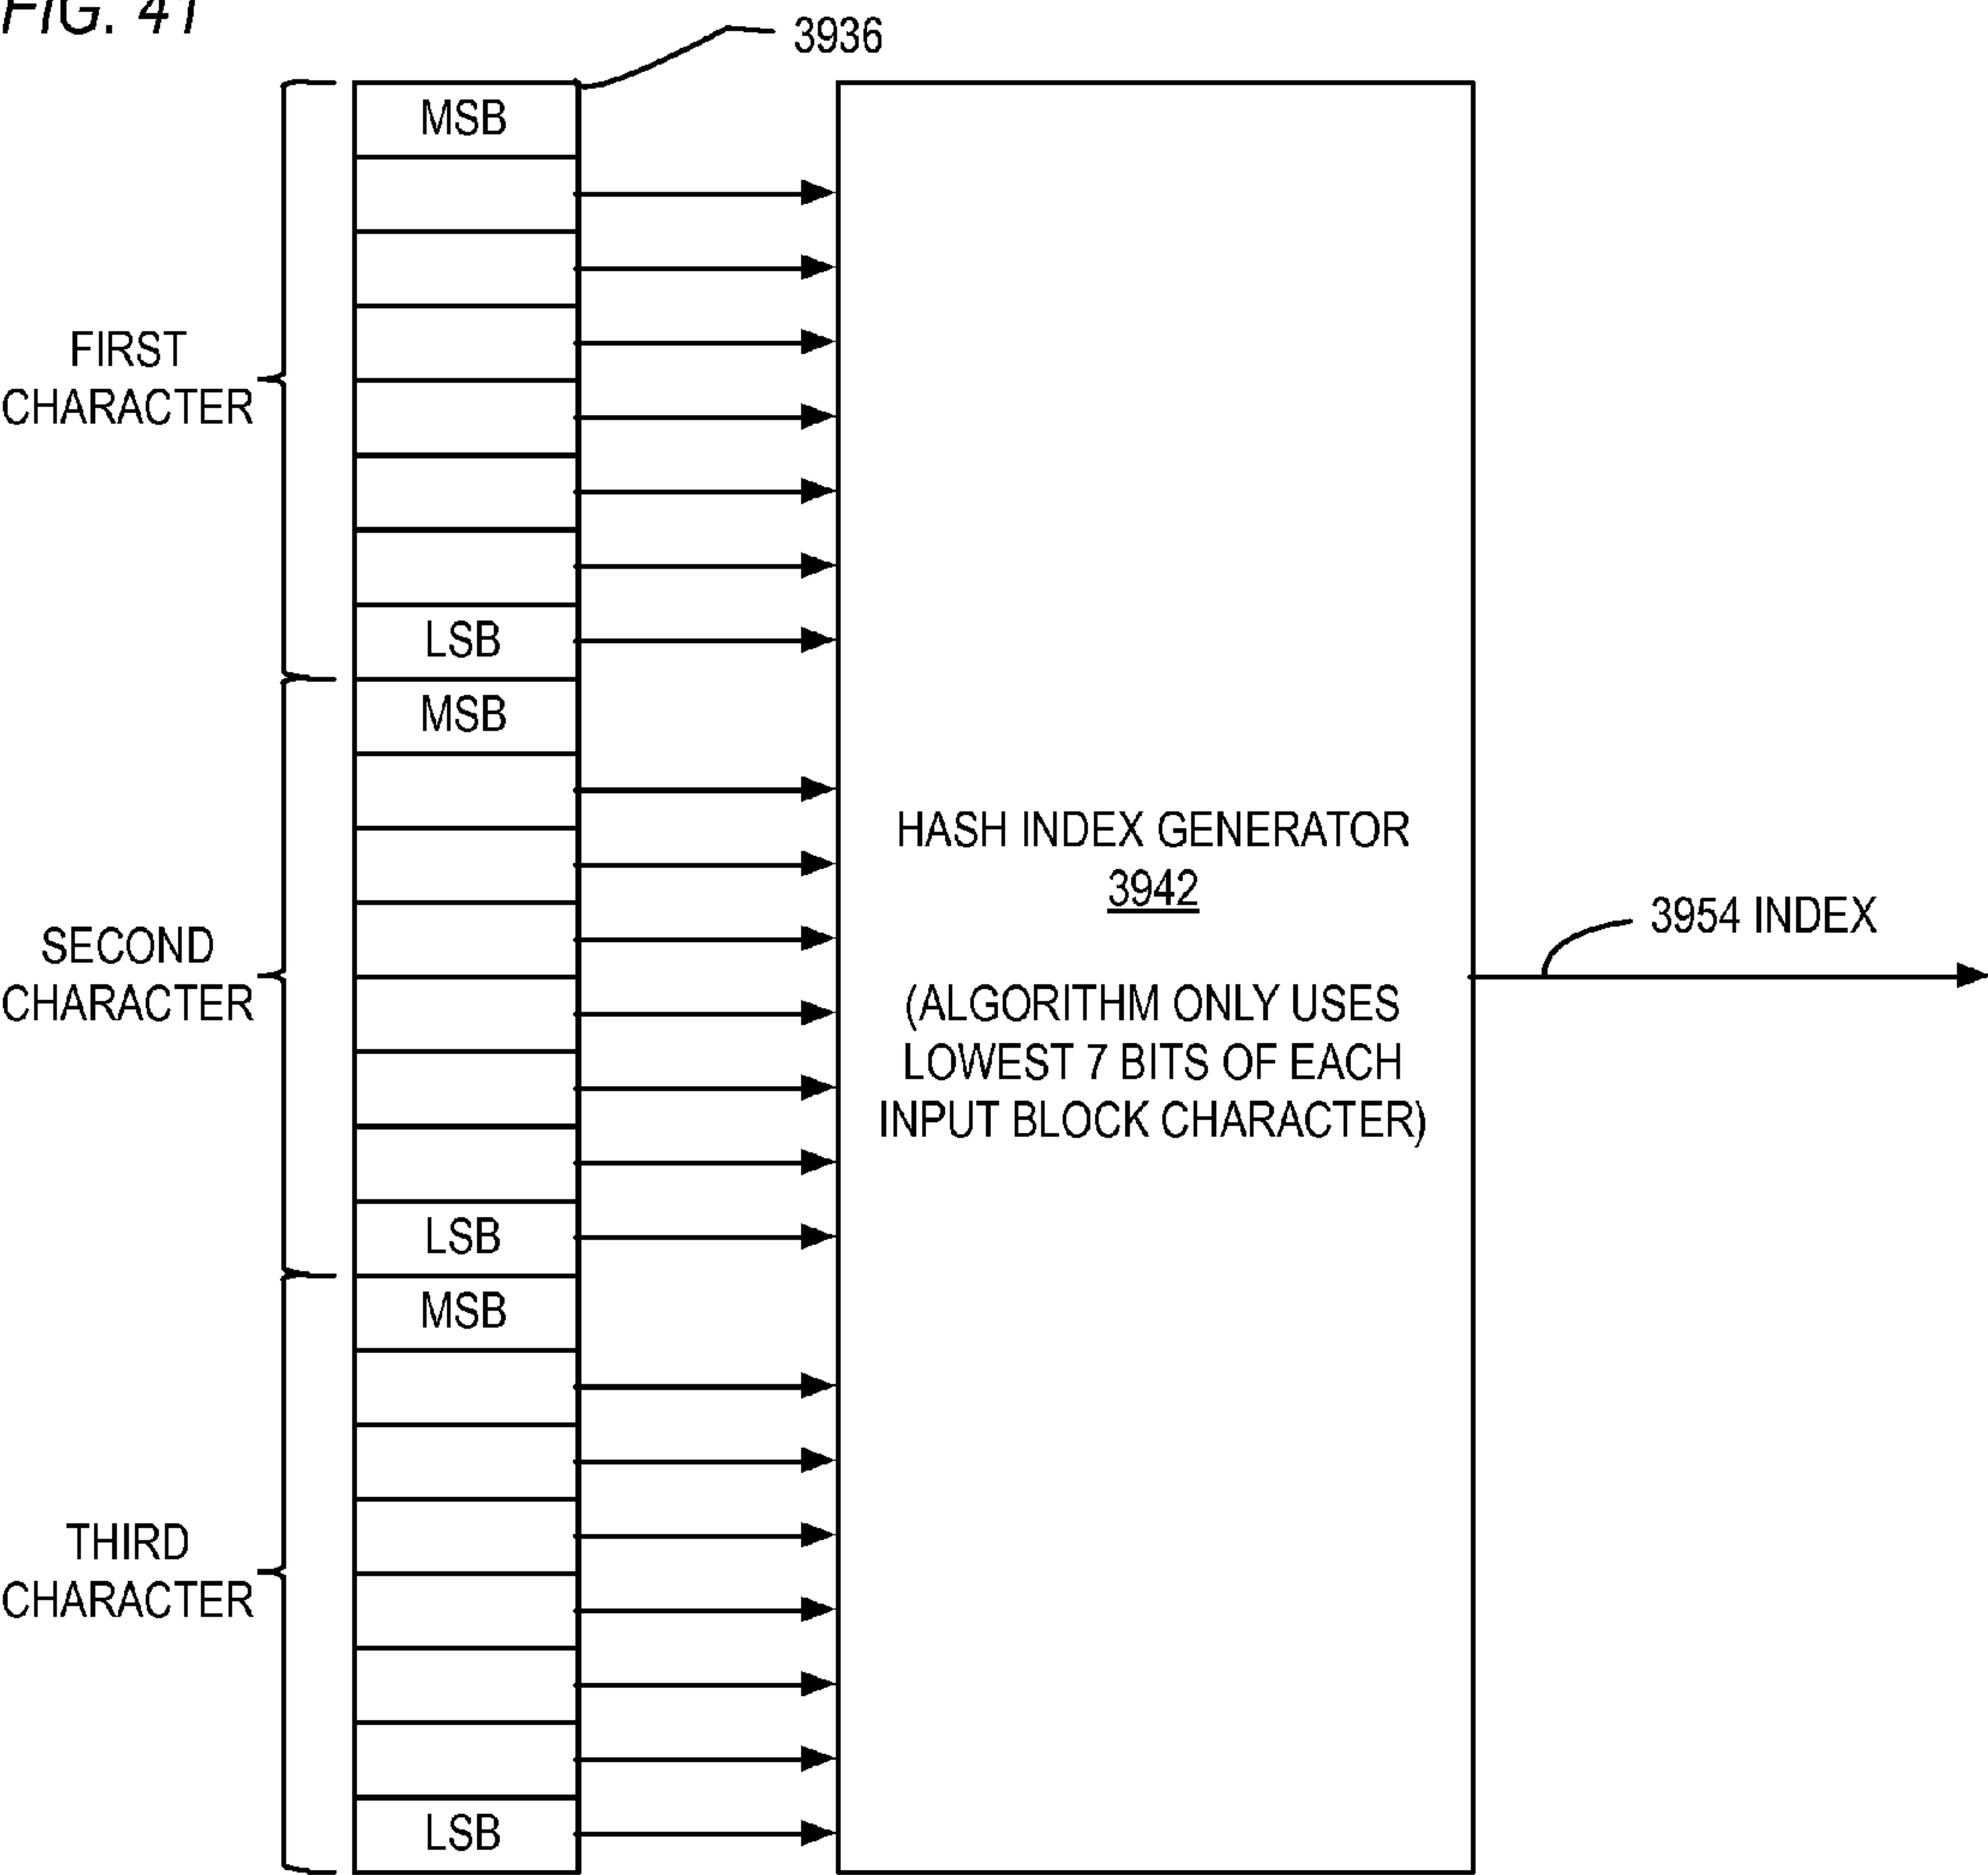 FIG. 41
3936
MSB
FIRST
CHARACTER
LSB
MSB
HASH INDEX GENERATOR
3942
3954 INDEX
SECOND
CHARACTER
(ALGORITHM ONLY USES
LOWEST 7 BITS OF EACH
INPUT BLOCK CHARACTER)
LSB
MSB
THIRD
CHARACTER
LSB